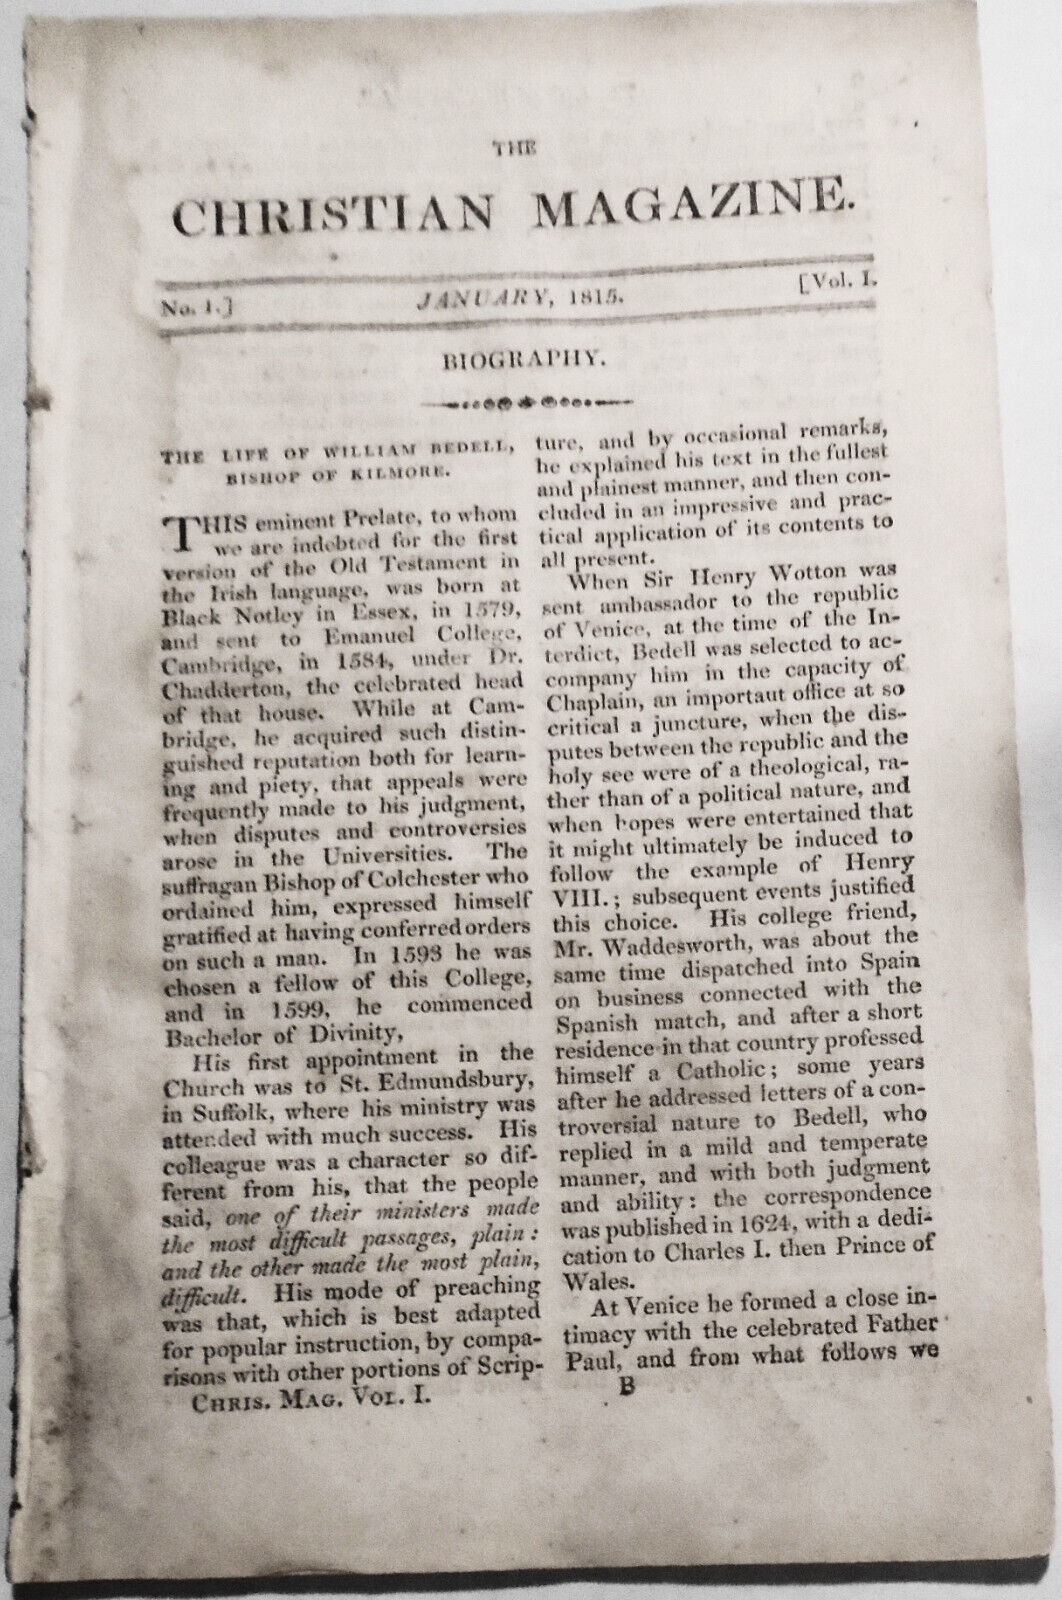 THE
CHRISTIAN MAGAZINE.
No. 1.] JANUARY, 1815. [Vol. I.
BIOGRAPHY.
THE LIFE OF WILLIAM BEDELL,
BISHOP OF KILMORE.
THIS eminent Prelate, to whom
we are indebted for the first
version of the Old Testament in
the Irish language, was born at
Black Notley in Essex, in 1579,
and sent to Emanuel College,
Cambridge, in 1584, under Dr.
Chadderton, the celebrated head
of that house. While at Cam-
bridge, he acquired such distin-
guished reputation both for learn-
ing and piety, that appeals were
frequently made to his judgment,
when disputes and controversies
arose in the Universities. The
suffragan Bishop of Colchester who
ordained him, expressed himself
gratified at having conferred orders
on such a man. In 1593 he was
chosen a fellow of this College,
and in 1599, he commenced
Bachelor of Divinity,
His first appointment in the
Church was to St. Edmundsbury,
in Suffolk, where his ministry was
attended with much success. His
colleague was a character so dif-
ferent from his, that the people
said, one of their ministers made
the most difficult passages, plain:
and the other made the most plain,
difficult. His mode of preaching
was that, which is best adapted
for popular instruction, by compa-
risons with other portions of Scrip-
CHRIS. MAG. VOL. I.
ture, and by occasional remarks,
he explained his text in the fullest
and plainest manner, and then con-
cluded in an impressive and prac-
tical application of its contents to
all present.
When Sir Henry Wotton was
sent ambassador to the republic
of Venice, at the time of the In-
terdict, Bedell was selected to ac-
company him in the capacity of
Chaplain, an importaut office at so
critical a juncture, when the dis-
putes between the republic and the
holy see were of a theological, ra-
ther than of a political nature, and
when hopes were entertained that
it might ultimately be induced to
follow the example of Henry
VIII.; subsequent events justified
this choice. His college friend,
Mr. Waddesworth, was about the
same time dispatched into Spain
on business connected with the
Spanish match, and after a short
residence in that country professed
himself a Catholic; some years
after he addressed letters of a con-
troversial nature to Bedell, who
replied in a mild and temperate
manner, and with both judgment
and ability: the correspondence
was published in 1624, with a dedi-
cation to Charles I. then Prince of
Wales.
At Venice he formed a close in-
timacy with the celebrated Father
Paul, and from what follows we
B